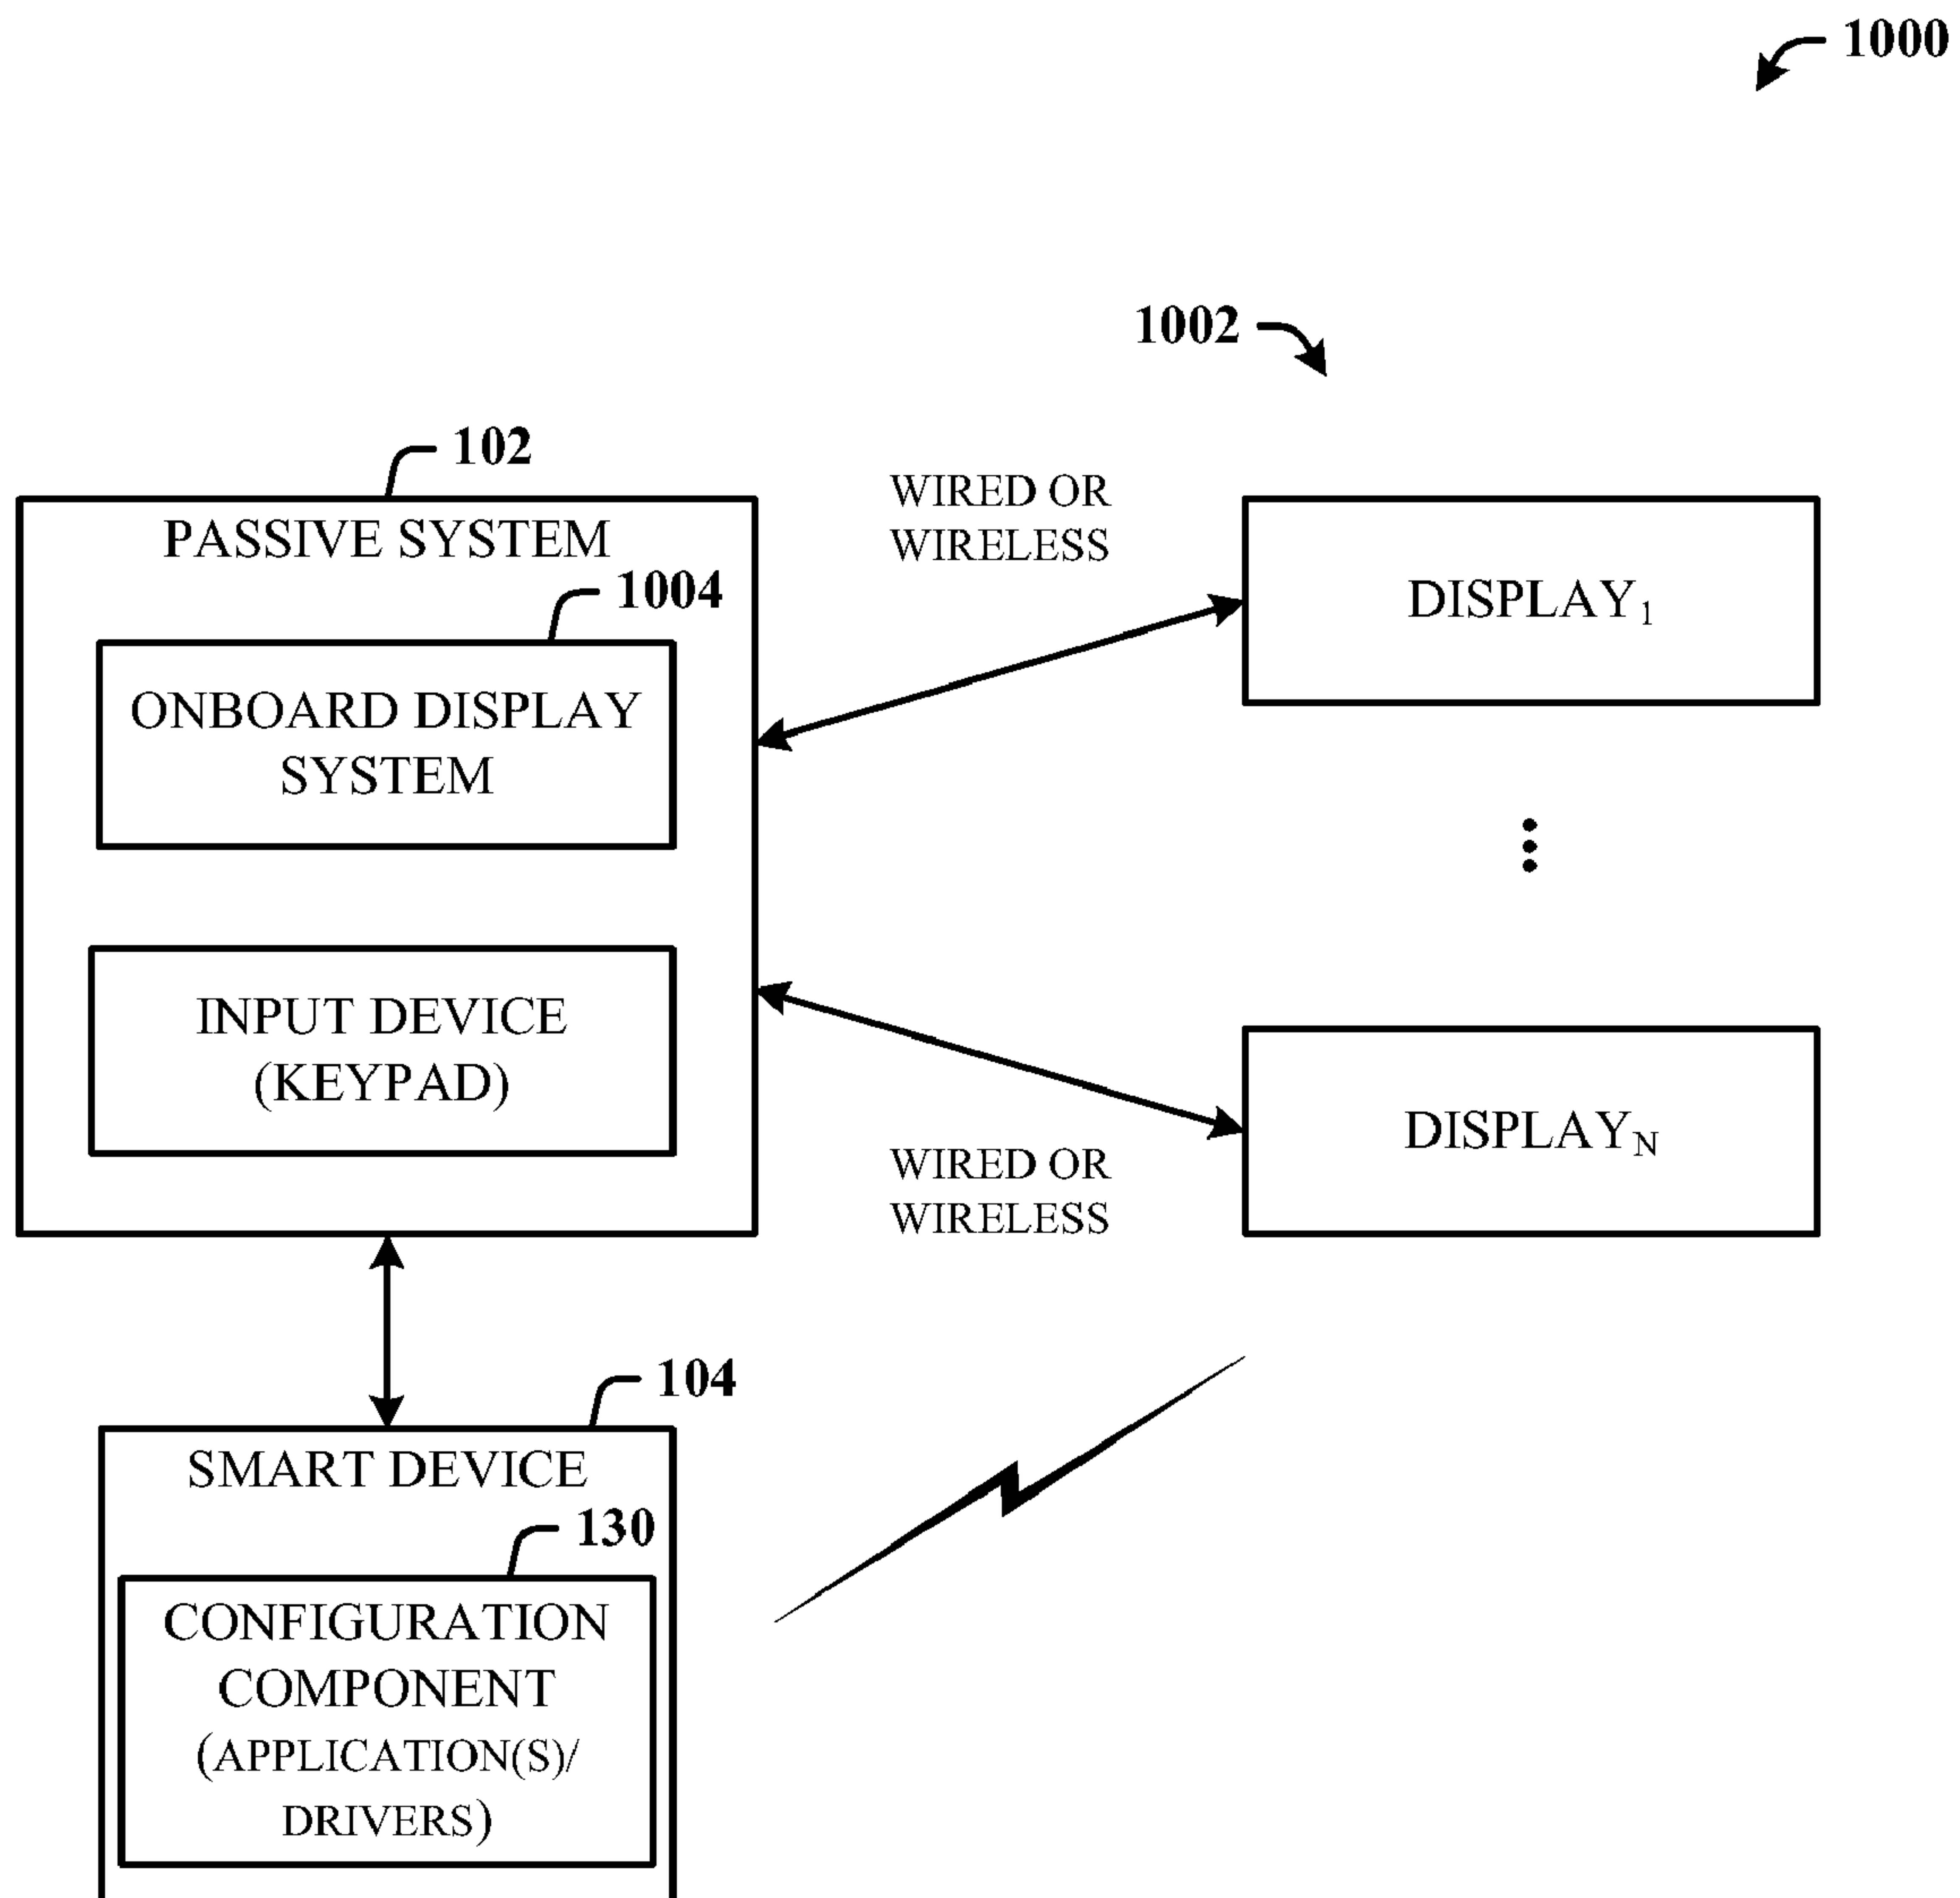 1000
1002
102
PASSIVE SYSTEM
1004
ONBOARD DISPLAY
SYSTEM
INPUT DEVICE
(KEYPAD)
WIRED OR
WIRELESS
DISPLAY1
WIRED OR
WIRELESS
DISPLAYN
104
SMART DEVICE
130
CONFIGURATION
COMPONENT
(APPLICATION(S)/
DRIVERS)